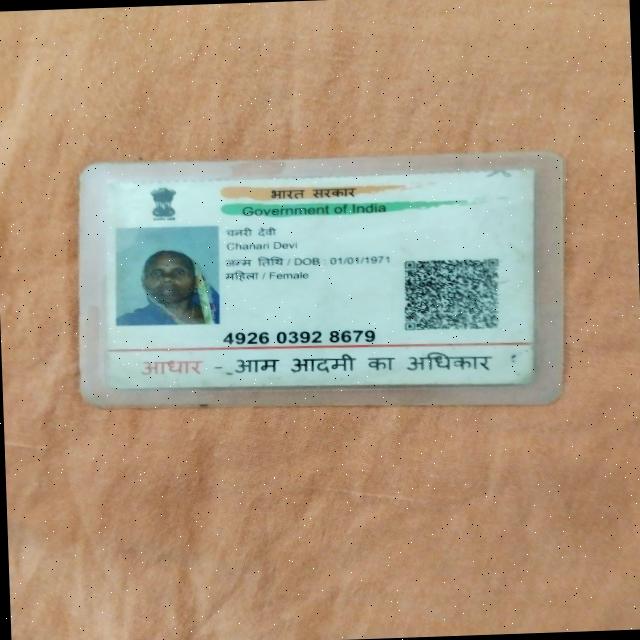 भारत सरकार
Government of India
चनरी देवी
Chanari Devi
जन्म तिथि / DOB : 01/01/1971
महिला / Female
4926 0392 8679
आधार - आम आदमी का अधिकार